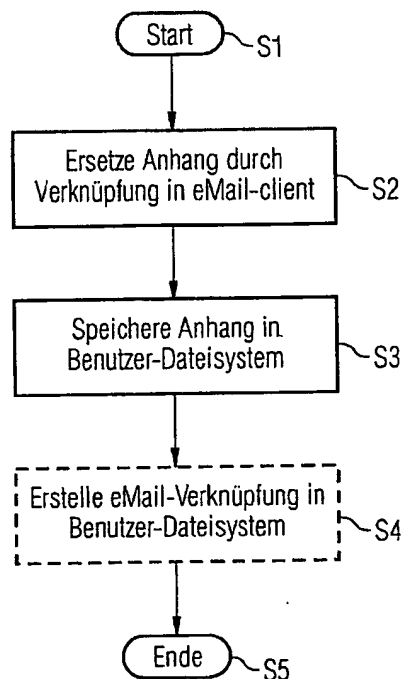 Start
S1
Ersetze Anhang durch
Verknüpfung in eMail-client
S2
Speichere Anhang in
Benutzer-Dateisystem
S3
Erstelle eMail-Verknüpfung in
Benutzer-Dateisystem
S4
Ende
S5